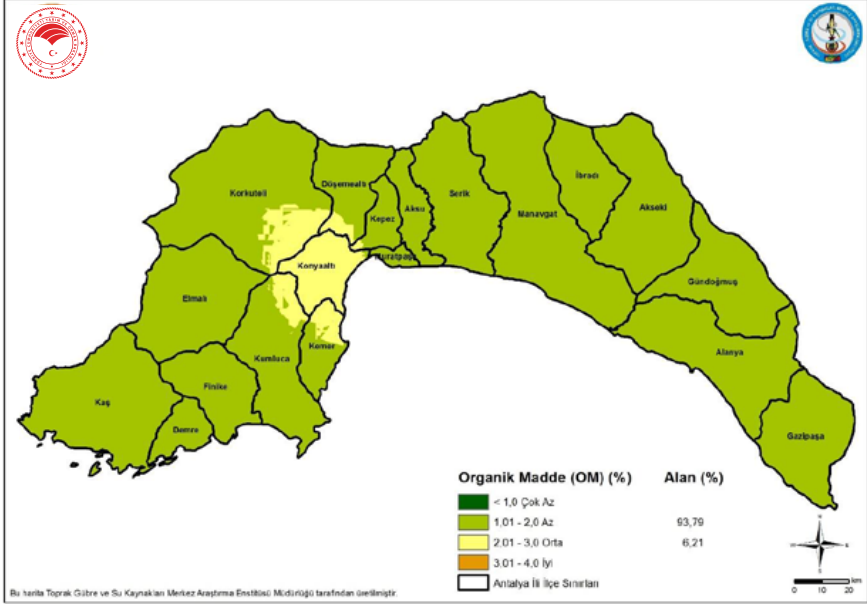 Korkuteli
Düşemealtı
Kepez
Aksu
Serik
Manavgat
İbradı
Akseki
Gündoğmuş
Alanya
Gazipaşa
Muratpaşa
Konyaaltı
Elmalı
Kemer
Kumluca
Kaş
Finike
Demre
Organik Madde (OM) (%) Alan (%)
< 1,0 Çok Az
1,01 - 2,0 Az 93,79
2,01 - 3,0 Orta 6,21
3,01 - 4,0 İyi
Antalya İli İlçe Sınırları
km
0 10 20
Bu harita Toprak Gübre ve Su Kaynakları Merkez Araştırma Enstitüsü Müdürlüğü tarafından üretilmiştir.